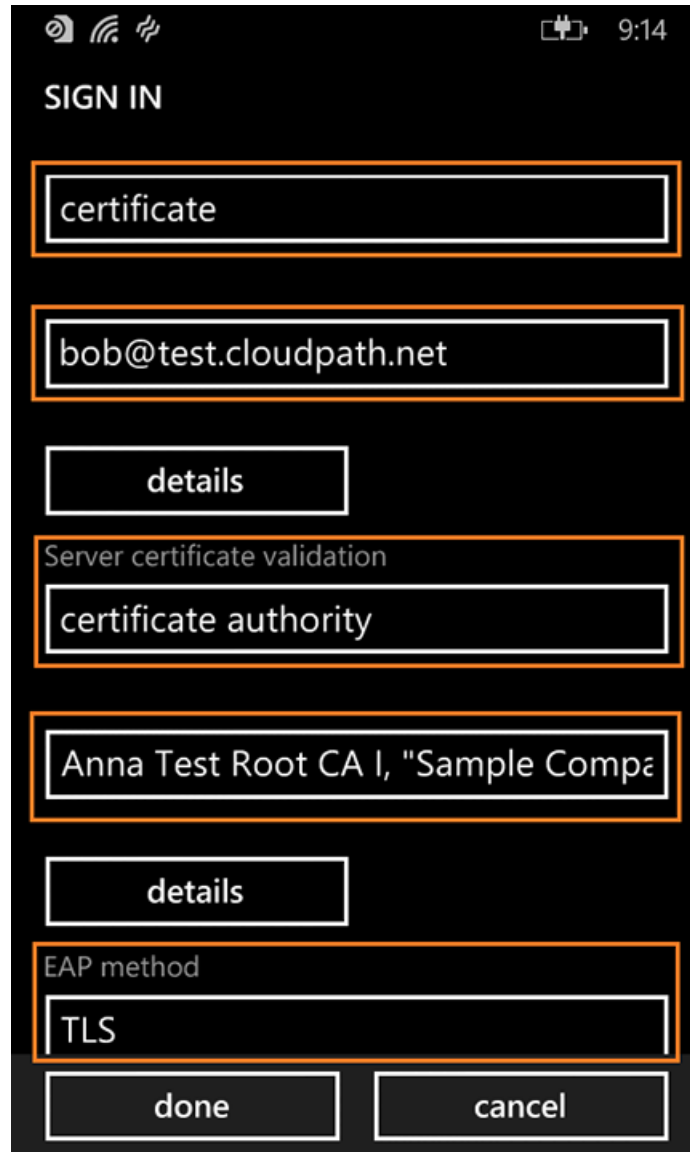 9:14
SIGN IN
certificate
bob@test.cloudpath.net
details
Server certificate validation
certificate authority
Anna Test Root CA I, "Sample Compa
details
EAP method
TLS
done cancel